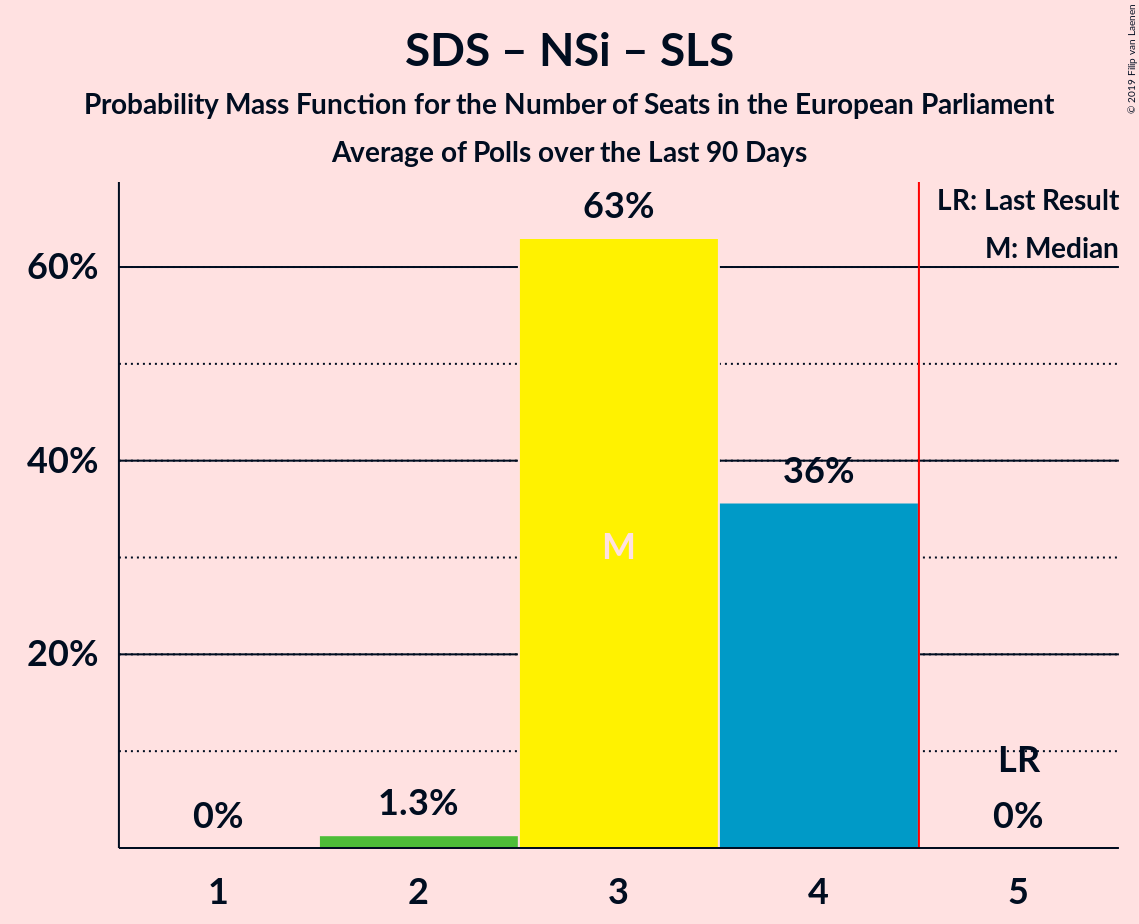 SDS – NSi – SLS
Probability Mass Function for the Number of Seats in the European Parliament
Average of Polls over the Last 90 Days
© 2019 Filip van Laenen
LR: Last Result
M: Median
63%
60%
40%
36%
M
20%
LR
1.3%
0%
0%
1
2
3
4
5